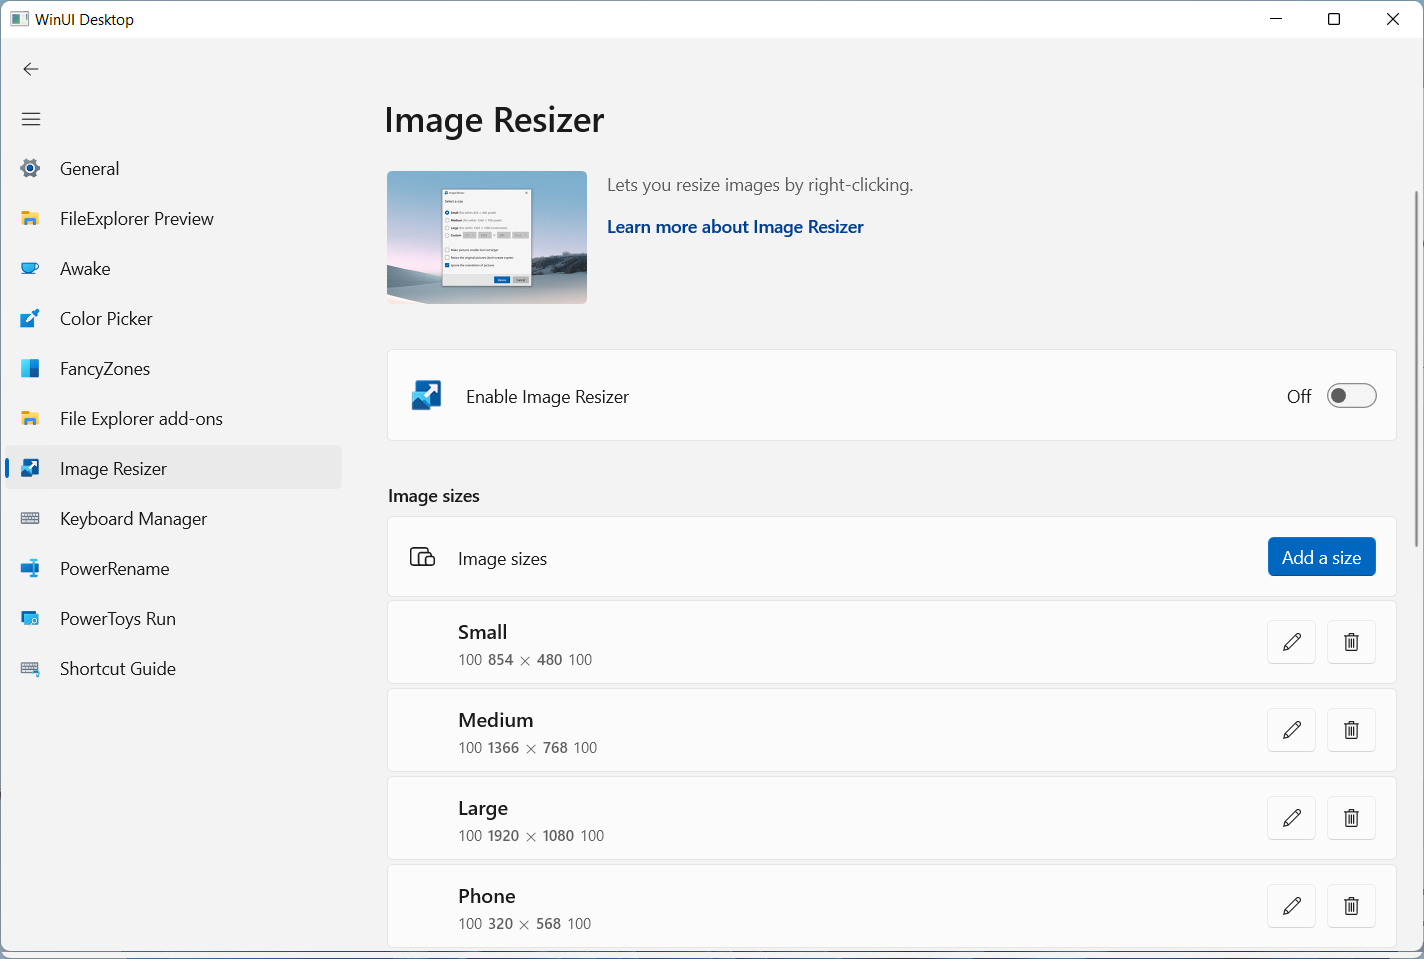 WinUI Desktop
General
FileExplorer Preview
Awake
Color Picker
FancyZones
File Explorer add-ons
Image Resizer
Keyboard Manager
PowerRename
PowerToys Run
Shortcut Guide
Image Resizer
Lets you resize images by right-clicking.
Learn more about Image Resizer
Enable Image Resizer
Off
Image sizes
Image sizes
Add a size
Small
100 854 × 480 100
Medium
100 1366 × 768 100
Large
100 1920 × 1080 100
Phone
100 320 × 568 100